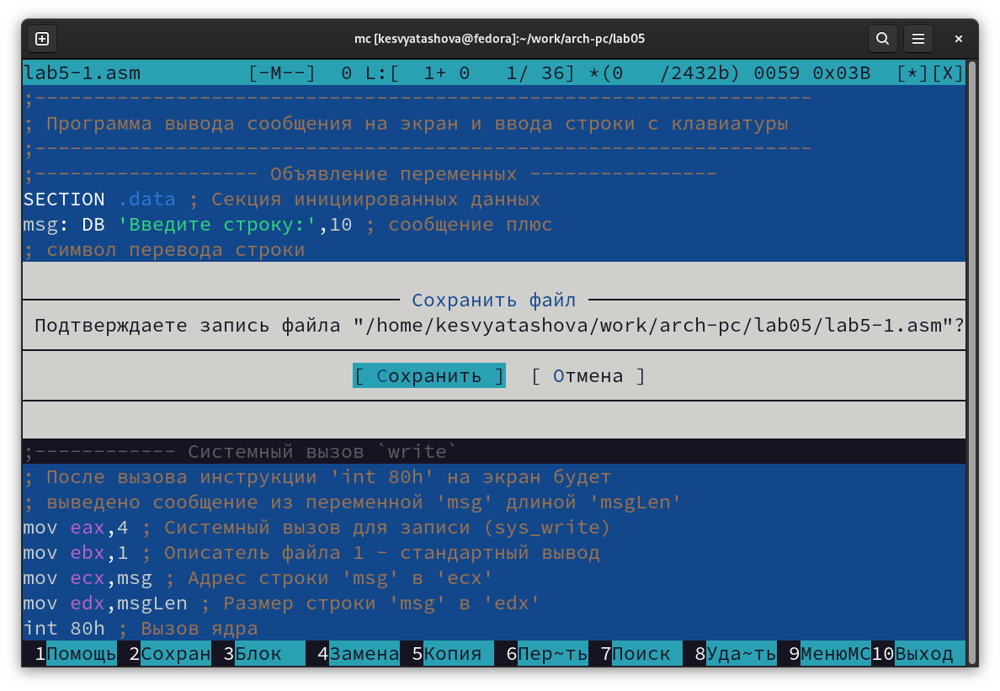 mc [kesvyatashova@fedora]:~/work/arch-pc/lab05
lab5-1.asm [-M--] 0 L:[ 1+ 0 1/ 36] *(0 /2432b) 0059 0x03B [*][X]
;------------------------------------------------------------------
; Программа вывода сообщения на экран и ввода строки с клавиатуры
;------------------------------------------------------------------
;------------------- Объявление переменных ----------------
SECTION .data ; Секция инициированных данных
msg: DB 'Введите строку:',10 ; сообщение плюс
; символ перевода строки
Сохранить файл
Подтверждаете запись файла "/home/kesvyatashova/work/arch-pc/lab05/lab5-1.asm"?
[ Сохранить ] [ Отмена ]
;------------ Системный вызов `write`
; После вызова инструкции 'int 80h' на экран будет
; выведено сообщение из переменной 'msg' длиной 'msgLen'
mov eax,4 ; Системный вызов для записи (sys_write)
mov ebx,1 ; Описатель файла 1 - стандартный вывод
mov ecx,msg ; Адрес строки 'msg' в 'ecx'
mov edx,msgLen ; Размер строки 'msg' в 'edx'
int 80h ; Вызов ядра
1Помощь 2Сохран 3Блок 4Замена 5Копия 6Пер~ть 7Поиск 8Уда~ть 9МенюМС10Выход